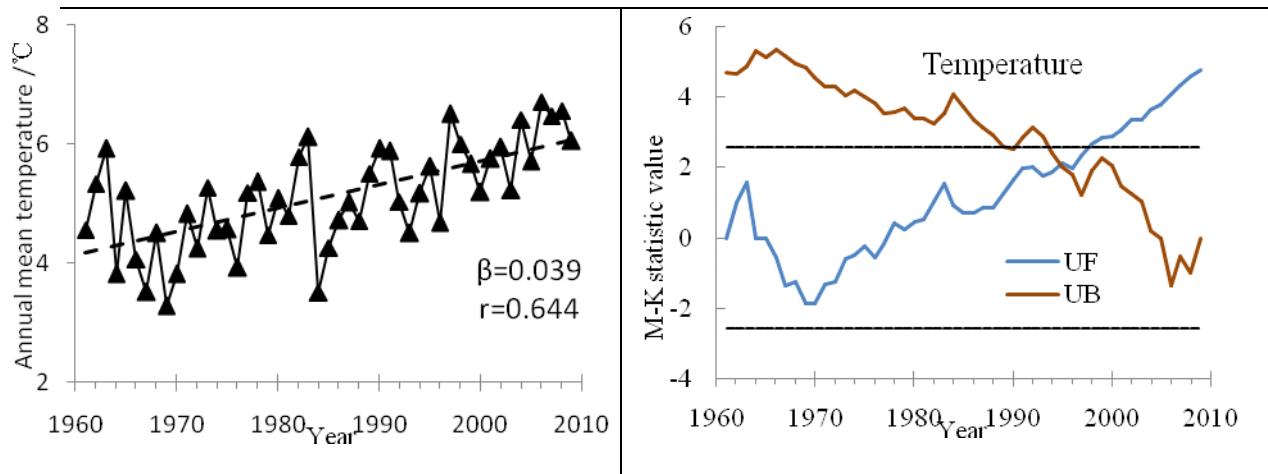 Annual mean temperature /℃
8
6
4
2
β=0.039
r=0.644
1960 1970 1980 1990 2000 2010
Year
M-K statistic value
6
4
2
0
-2
-4
Temperature
UF
UB
1960 1970 1980 1990 2000 2010
Year